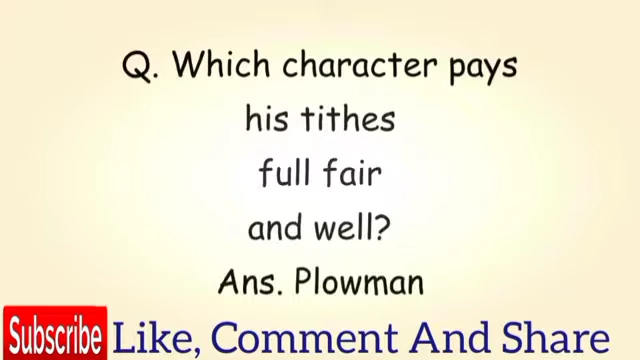 Q. Which character pays
his tithes
full fair
and well?
Ans. Plowman
Subscribe Like, Comment And Share